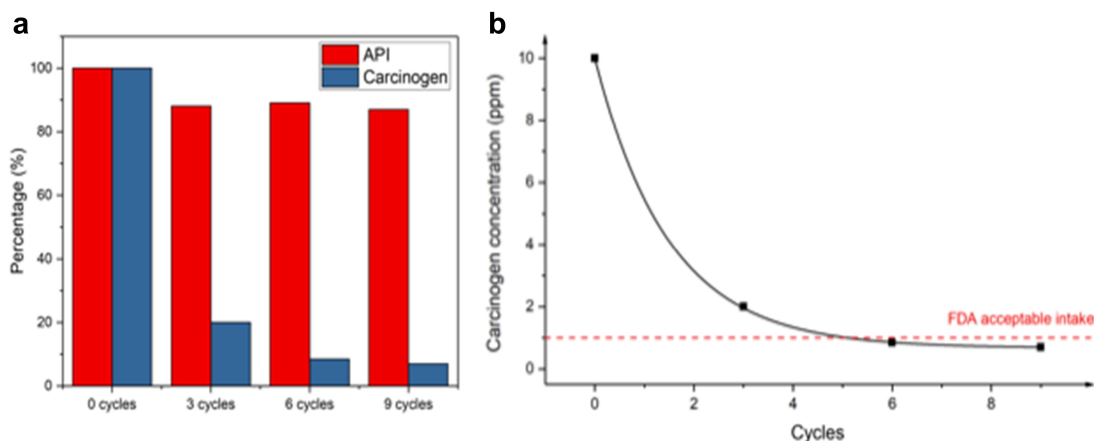 a
b
API
Carcinogen
Percentage (%)
100
80
60
40
20
0
0 cycles 3 cycles 6 cycles 9 cycles
Carcinogen concentration (ppm)
10
8
6
4
2
0
FDA acceptable intake
0 2 4 6 8
Cycles